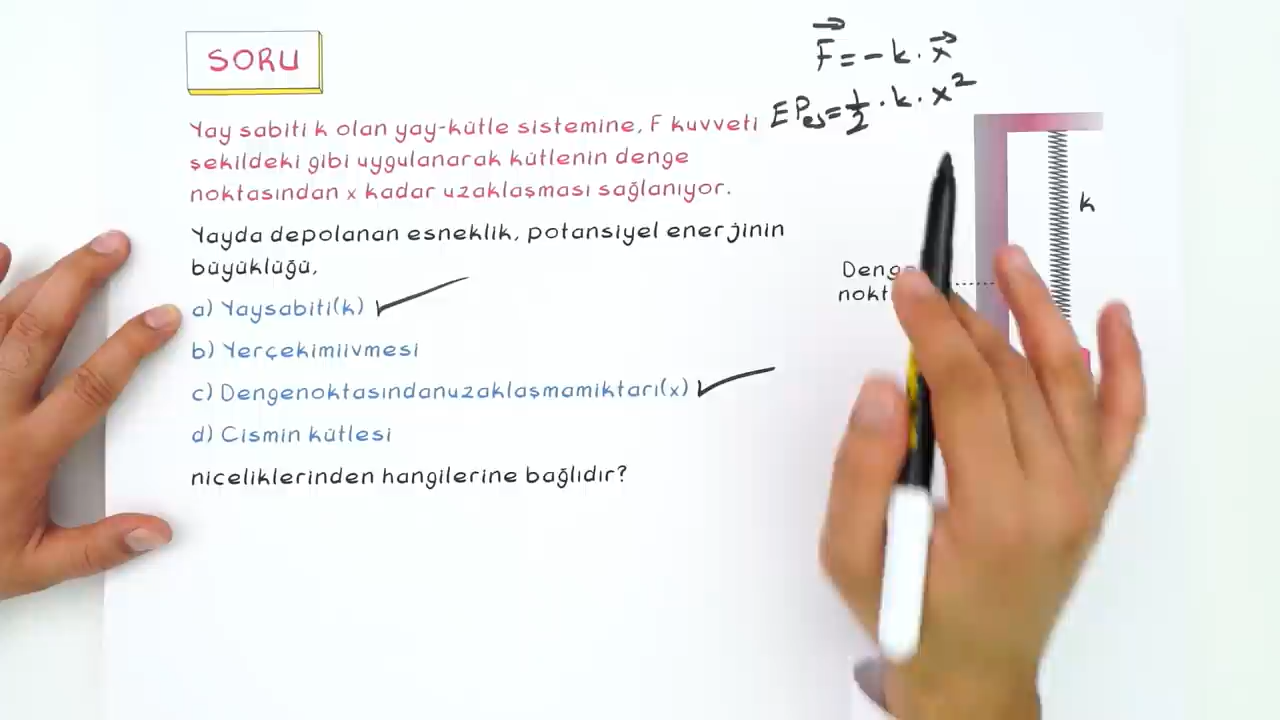 SORU
F = - k . x
EPes = 1/2 . k . x²
Yay sabiti k olan yay-kütle sistemine, F kuvveti
şekildeki gibi uygulanarak kütlenin denge
noktasından x kadar uzaklaşması sağlanıyor.
Yayda depolanan esneklik, potansiyel enerjinin
büyüklüğü,
a) Yaysabiti(k)
b) Yerçekimiivmesi
c) Dengenoktasındanuzaklaşmamiktarı(x)
d) Cismin kütlesi
niceliklerinden hangilerine bağlıdır?
k